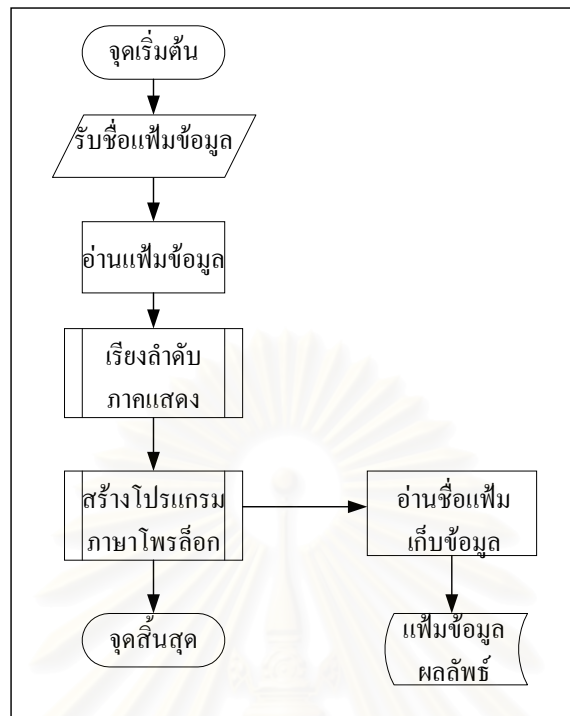 จุดเริ่มต้น
รับชื่อแฟ้มข้อมูล
อ่านแฟ้มข้อมูล
เรียงลำดับ
ภาคแสดง
สร้างโปรแกรม
ภาษาโพรล็อก
อ่านชื่อแฟ้ม
เก็บข้อมูล
จุดสิ้นสุด
แฟ้มข้อมูล
ผลลัพธ์